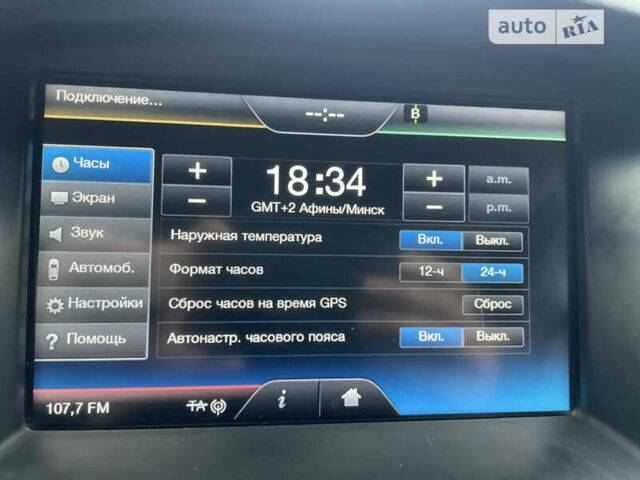 auto RIA
Подключение...
--:--
B
Часы
Экран
Звук
Автомоб.
Настройки
? Помощь
+ 18:34 + a.m.
− GMT+2 Афины/Минск − p.m.
Наружная температура Вкл. Выкл.
Формат часов 12-ч 24-ч
Сброс часов на время GPS Сброс
Автонастр. часового пояса Вкл. Выкл.
107,7 FM TA i